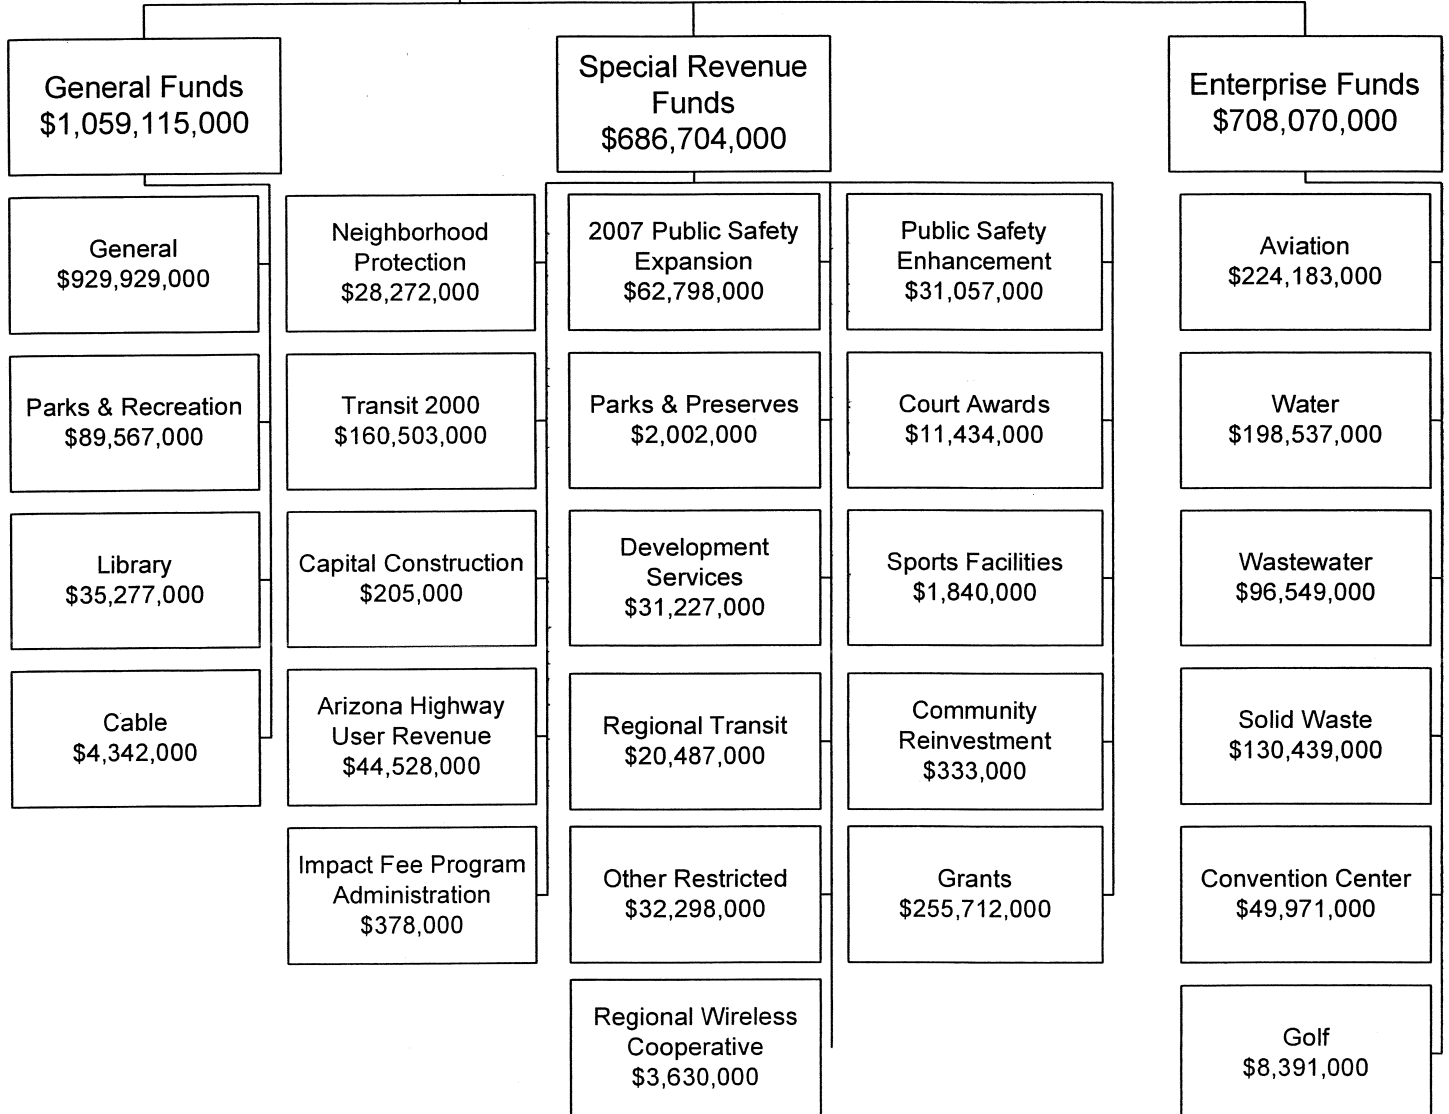 General Funds
$1,059,115,000
General
$929,929,000
Parks & Recreation
$89,567,000
Library
$35,277,000
Cable
$4,342,000
Special Revenue
Funds
$686,704,000
Neighborhood
Protection
$28,272,000
Transit 2000
$160,503,000
Capital Construction
$205,000
Arizona Highway
User Revenue
$44,528,000
Impact Fee Program
Administration
$378,000
2007 Public Safety
Expansion
$62,798,000
Parks & Preserves
$2,002,000
Development
Services
$31,227,000
Regional Transit
$20,487,000
Other Restricted
$32,298,000
Regional Wireless
Cooperative
$3,630,000
Public Safety
Enhancement
$31,057,000
Court Awards
$11,434,000
Sports Facilities
$1,840,000
Community
Reinvestment
$333,000
Grants
$255,712,000
Enterprise Funds
$708,070,000
Aviation
$224,183,000
Water
$198,537,000
Wastewater
$96,549,000
Solid Waste
$130,439,000
Convention Center
$49,971,000
Golf
$8,391,000